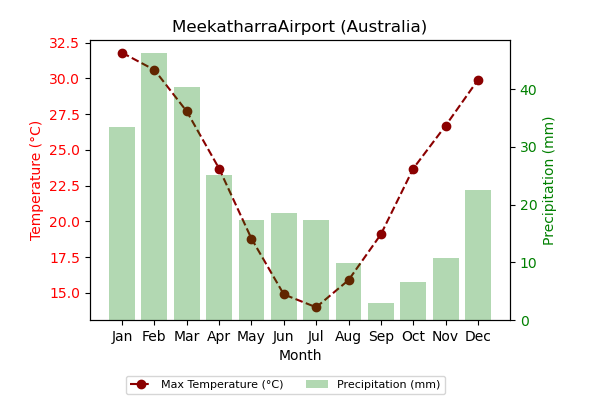 MeekatharraAirport (Australia)
32.5
30.0
27.5
25.0
22.5
20.0
17.5
15.0
Temperature (°C)
40
30
20
10
0
Precipitation (mm)
Jan Feb Mar Apr May Jun Jul Aug Sep Oct Nov Dec
Month
Max Temperature (°C) Precipitation (mm)